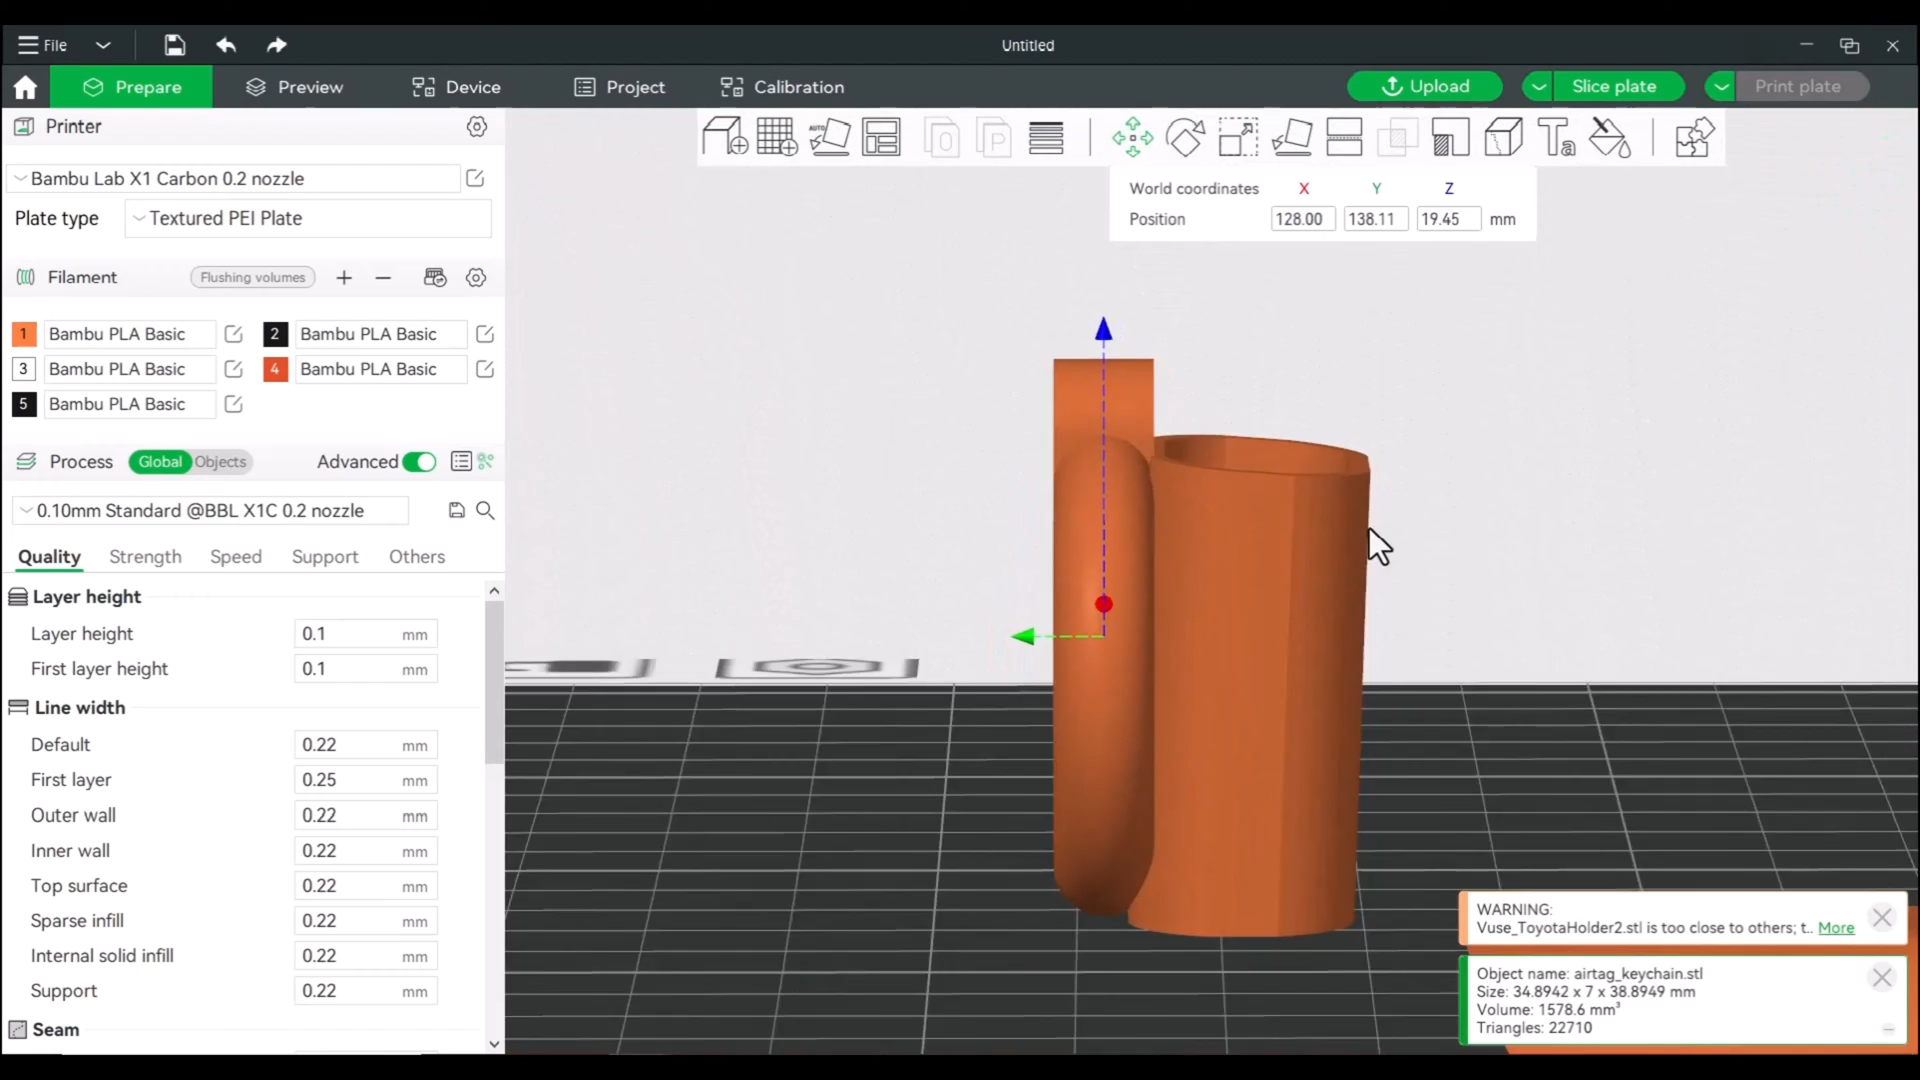 File
Untitled
Prepare
Preview
Device
Project
Calibration
Upload
Slice plate
Print plate
Printer
Bambu Lab X1 Carbon 0.2 nozzle
Plate type
Textured PEI Plate
Filament
Flushing volumes
1 Bambu PLA Basic
2 Bambu PLA Basic
3 Bambu PLA Basic
4 Bambu PLA Basic
5 Bambu PLA Basic
Process
Global
Objects
Advanced
0.10mm Standard @BBL X1C 0.2 nozzle
Quality
Strength
Speed
Support
Others
Layer height
Layer height 0.1 mm
First layer height 0.1 mm
Line width
Default 0.22 mm
First layer 0.25 mm
Outer wall 0.22 mm
Inner wall 0.22 mm
Top surface 0.22 mm
Sparse infill 0.22 mm
Internal solid infill 0.22 mm
Support 0.22 mm
Seam
AUTO
O
P
Ta
World coordinates X Y Z
Position 128.00 138.11 19.45 mm
WARNING:
Vuse_ToyotaHolder2.stl is too close to others; t.. More
Object name: airtag_keychain.stl
Size: 34.8942 x 7 x 38.8949 mm
Volume: 1578.6 mm³
Triangles: 22710